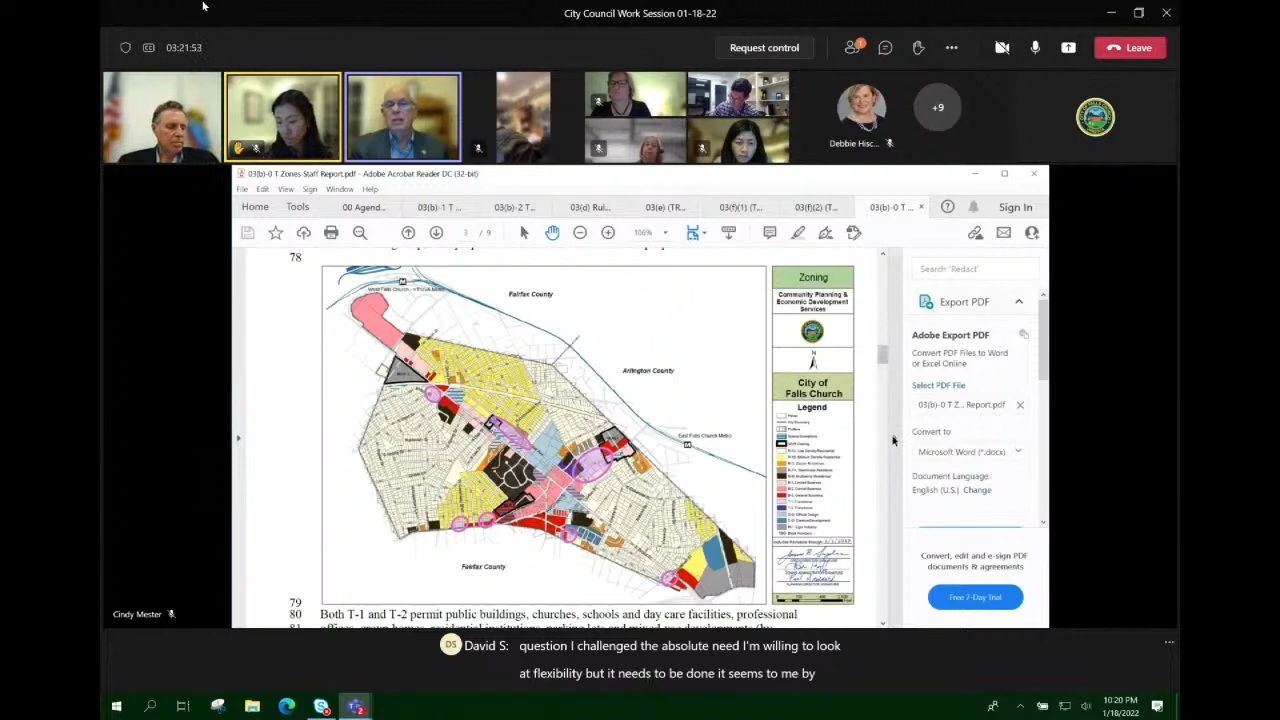 City Council Work Session 01-18-22
03:21:53
Request control
1
Leave
+9
Debbie Hisc...
03(b)-0 T Zones Staff Report.pdf - Adobe Acrobat Reader DC (32-bit)
File Edit View Sign Window Help
Home Tools 00 Agend... 03(b)-1 T ... 03(b)-2 T... 03(d) Rul... 03(e) (TR... 03(f)(1) (T... 03(f)(2) (T... 03(b)-0 T ... × Sign In
3 / 9 106%
78
Fairfax County
Arlington County
East Falls Church Metro
Fairfax County
Zoning
Community Planning &
Economic Development
Services
N
City of
Falls Church
Legend
79
80 Both T-1 and T-2 permit public buildings, churches, schools and day care facilities, professional
81
Search 'Redact'
Export PDF
Adobe Export PDF
Convert PDF Files to Word
or Excel Online
Select PDF File
03(b)-0 T Z... Report.pdf
Convert to
Microsoft Word (*.docx)
Document Language:
English (U.S.) Change
Convert, edit and e-sign PDF
documents & agreements
Free 7-Day Trial
Cindy Mester
DS David S: question I challenged the absolute need I'm willing to look
at flexibility but it needs to be done it seems to me by
10:20 PM
1/18/2022